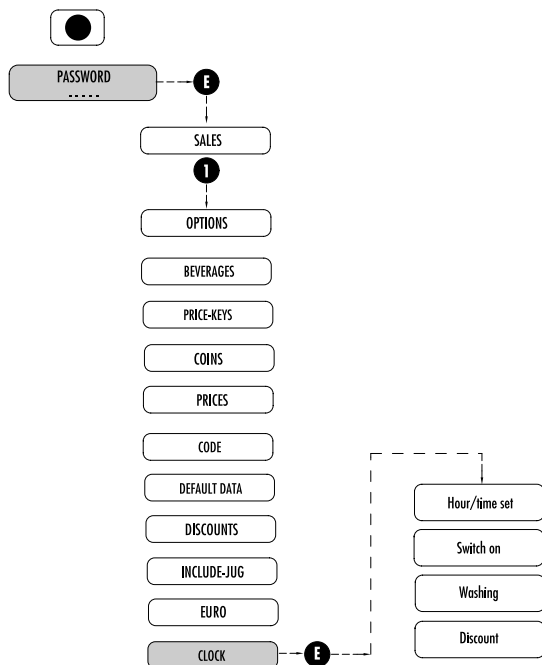 PASSWORD
-----
E
SALES
1
OPTIONS
BEVERAGES
PRICE-KEYS
COINS
PRICES
CODE
DEFAULT DATA
DISCOUNTS
INCLUDE-JUG
EURO
CLOCK
E
Hour/time set
Switch on
Washing
Discount